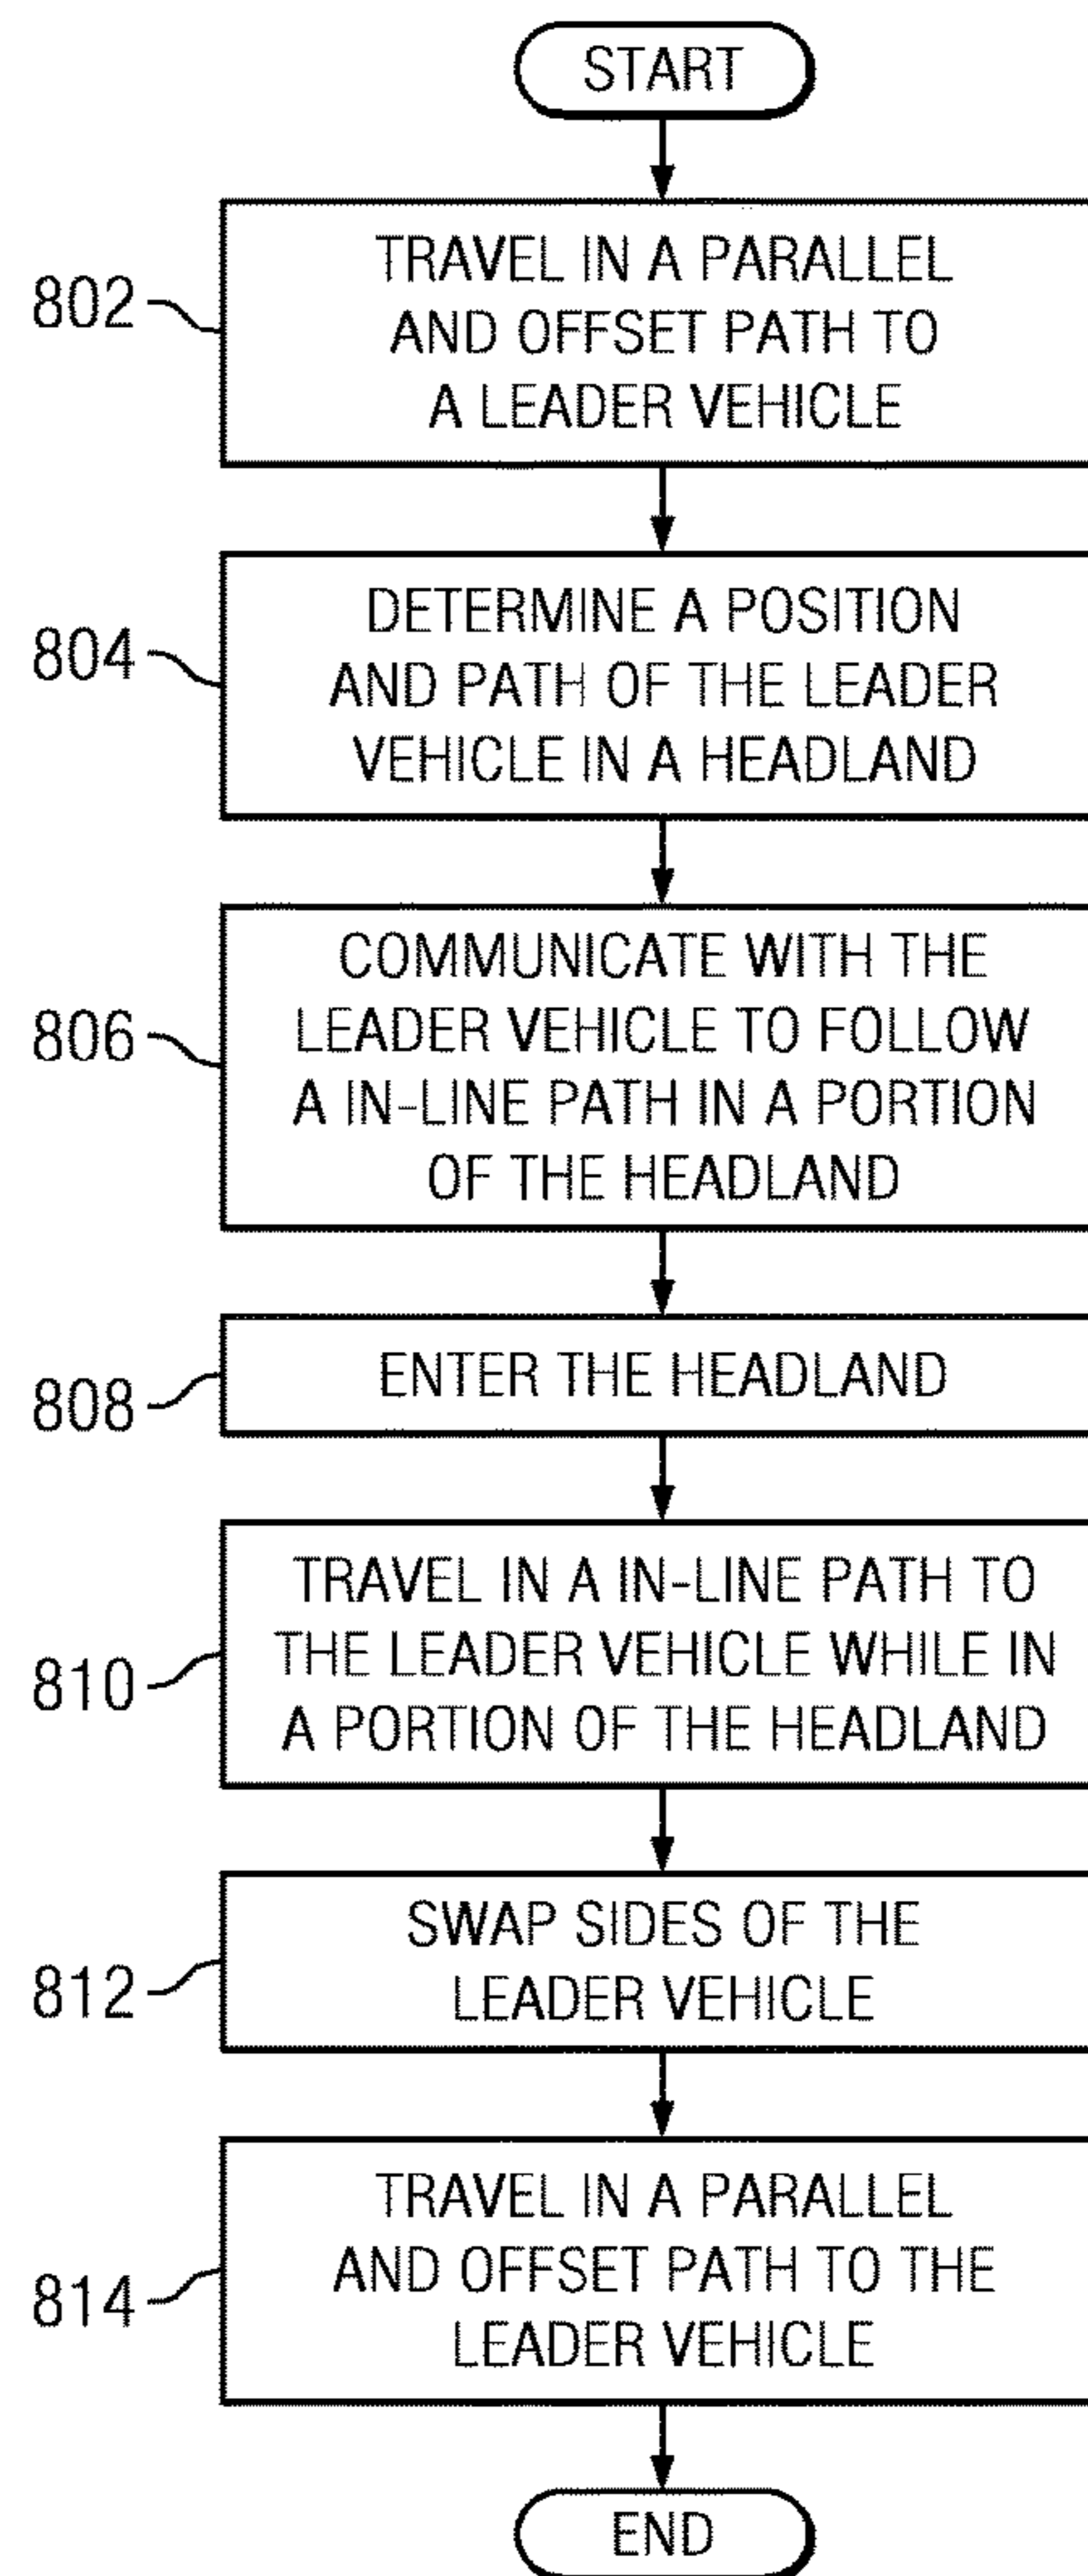 START
802
TRAVEL IN A PARALLEL
AND OFFSET PATH TO
A LEADER VEHICLE
804
DETERMINE A POSITION
AND PATH OF THE LEADER
VEHICLE IN A HEADLAND
806
COMMUNICATE WITH THE
LEADER VEHICLE TO FOLLOW
A IN-LINE PATH IN A PORTION
OF THE HEADLAND
808
ENTER THE HEADLAND
810
TRAVEL IN A IN-LINE PATH TO
THE LEADER VEHICLE WHILE IN
A PORTION OF THE HEADLAND
812
SWAP SIDES OF THE
LEADER VEHICLE
814
TRAVEL IN A PARALLEL
AND OFFSET PATH TO THE
LEADER VEHICLE
END